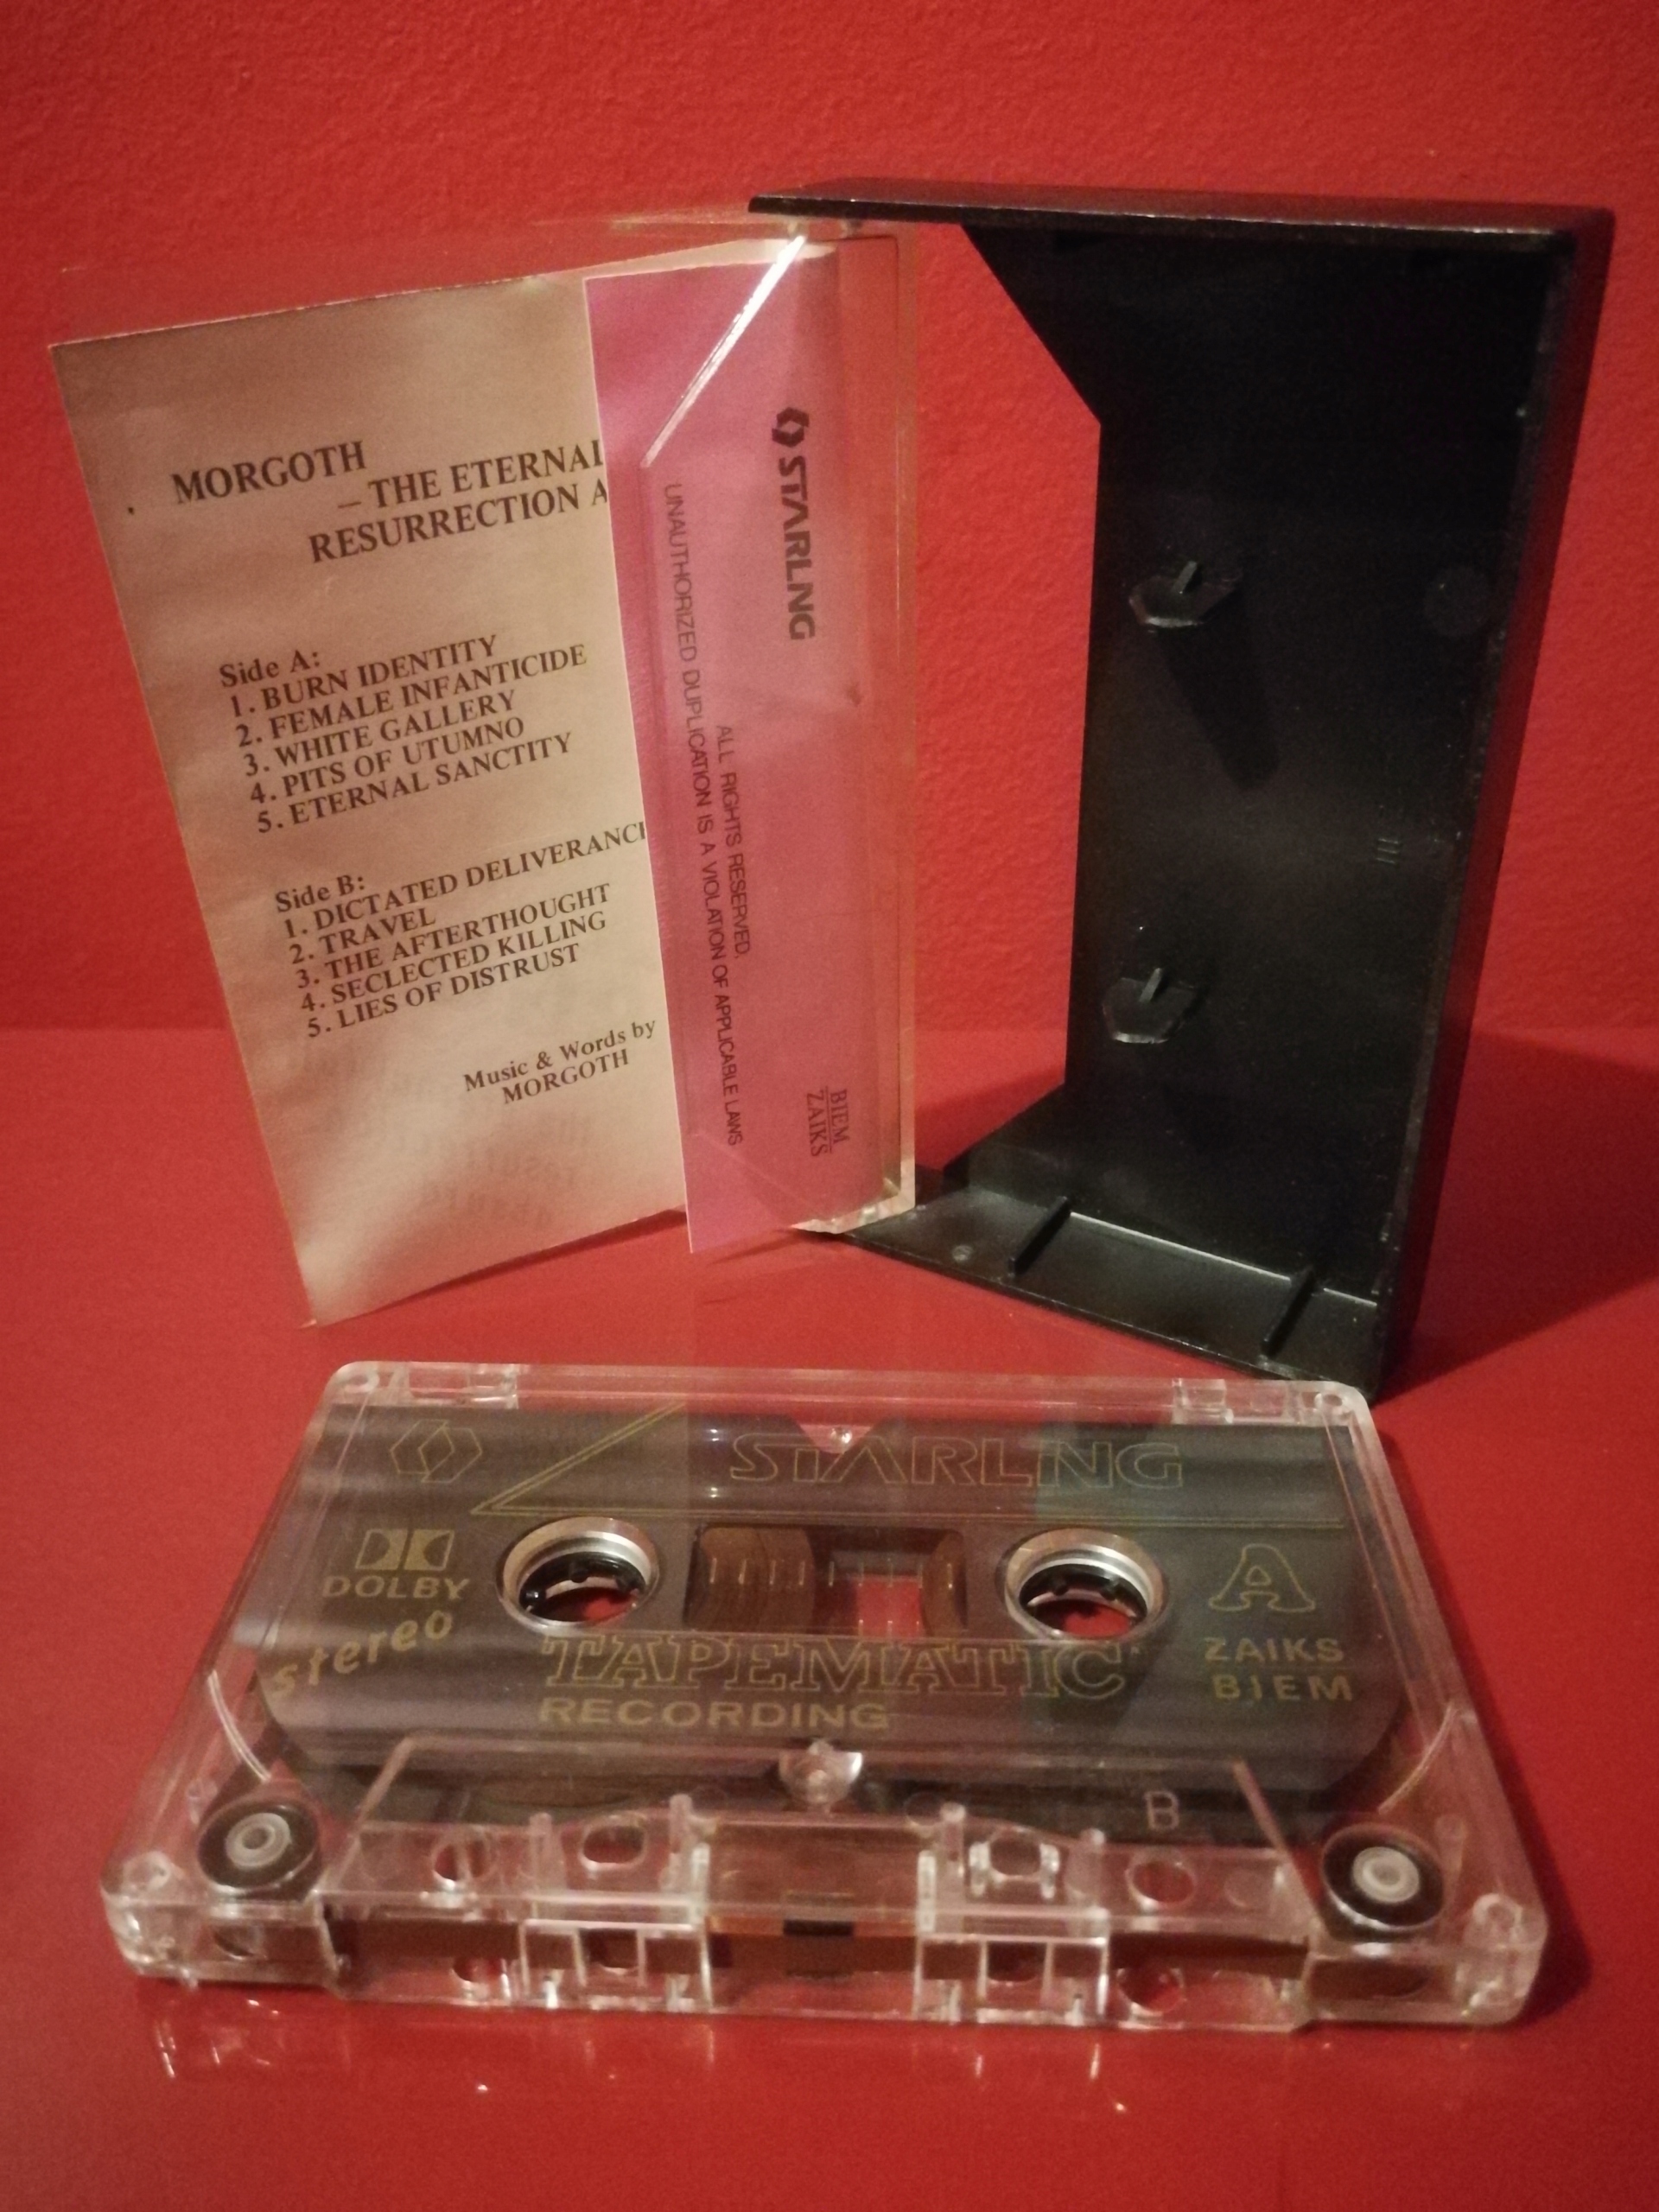 MORGOTH
– THE ETERNAL
RESURRECTION A
Side A:
1. BURN IDENTITY
2. FEMALE INFANTICIDE
3. WHITE GALLERY
4. PITS OF UTUMNO
5. ETERNAL SANCTITY
Side B:
1. DICTATED DELIVERANC
2. TRAVEL
3. THE AFTERTHOUGHT
4. SECLECTED KILLING
5. LIES OF DISTRUST
Music & Words by
MORGOTH
STARLNG
ALL RIGHTS RESERVED.
UNAUTHORIZED DUPLICATION IS A VIOLATION OF APPLICABLE LAWS
BIEM
ZAIKS
STARLNG
DOLBY
stereo
A
ZAIKS
BIEM
TAPEMATIC
RECORDING
B